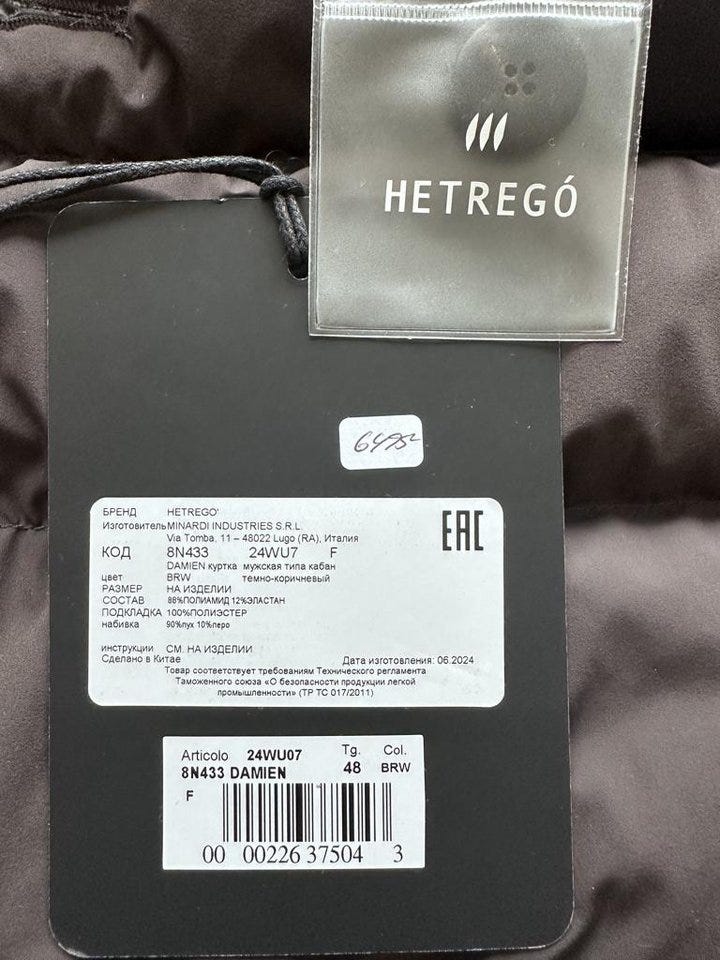 HETREGÓ
БРЕНД HETREGO'
Изготовитель MINARDI INDUSTRIES S.R.L.
Via Tomba, 11 – 48022 Lugo (RA), Италия
КОД 8N433 24WU7 F
DAMIEN куртка мужская типа кабан
цвет BRW темно-коричневый
РАЗМЕР НА ИЗДЕЛИИ
СОСТАВ 88%ПОЛИАМИД 12%ЭЛАСТАН
ПОДКЛАДКА 100%ПОЛИЭСТЕР
набивка 90%пух 10%перо
EAC
инструкции СМ. НА ИЗДЕЛИИ
Сделано в Китае Дата изготовления: 06.2024
Товар соответствует требованиям Технического регламента
Таможенного союза «О безопасности продукции легкой
промышленности» (ТР ТС 017/2011)
Articolo 24WU07 Tg. Col.
8N433 DAMIEN 48 BRW
F
00 00226 37504 3